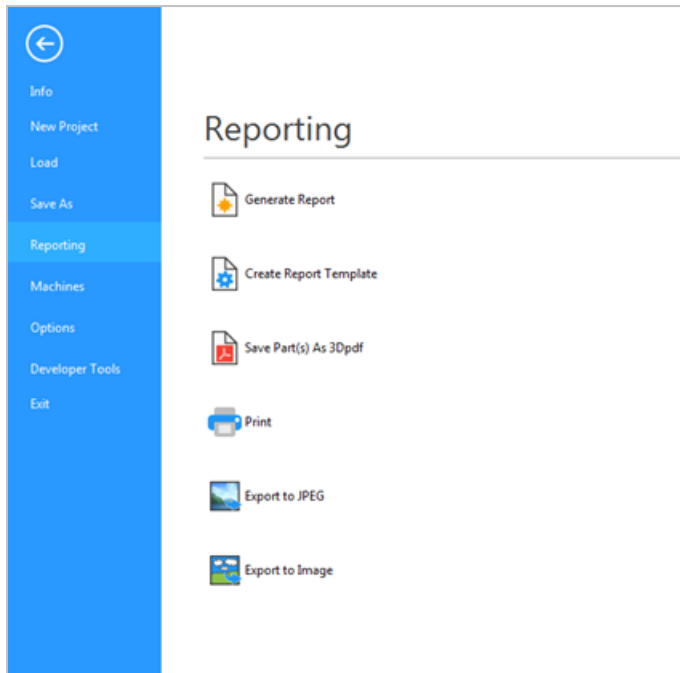 Info
New Project
Load
Save As
Reporting
Machines
Options
Developer Tools
Exit
Reporting
Generate Report
Create Report Template
Save Part(s) As 3Dpdf
Print
Export to JPEG
Export to Image